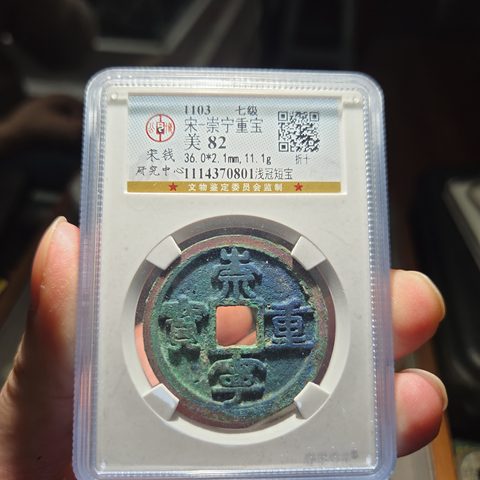 1103 七级
宋-崇宁重宝
美 82
宋钱 36.0*2.1mm,11.1g 折十
研究中心 1114370801浅冠短宝
★ 文物鉴定委员会监制 ★
崇
寳 重
寧